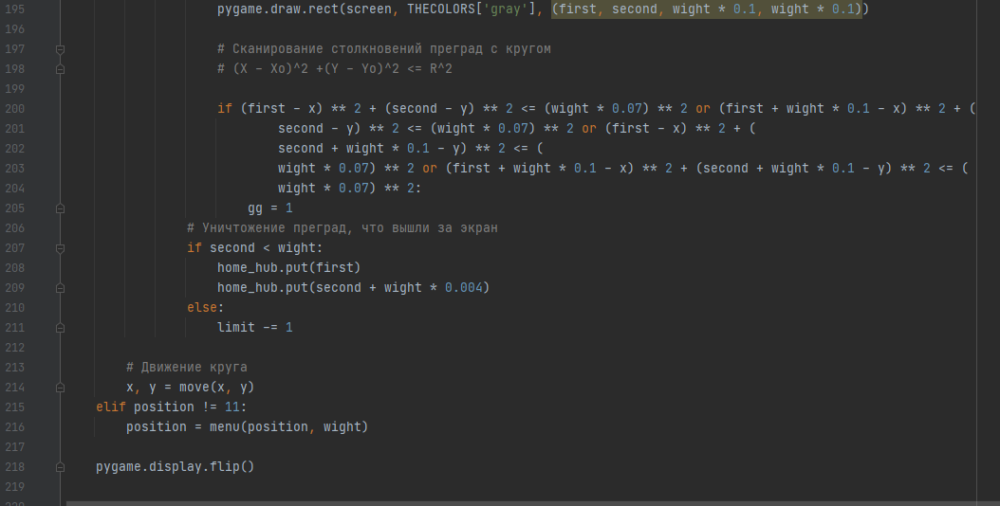 195 pygame.draw.rect(screen, THECOLORS['gray'], (first, second, wight * 0.1, wight * 0.1))
196
197 # Сканирование столкновений преград с кругом
198 # (X - Xo)^2 +(Y - Yo)^2 <= R^2
199
200 if (first - x) ** 2 + (second - y) ** 2 <= (wight * 0.07) ** 2 or (first + wight * 0.1 - x) ** 2 + (
201 second - y) ** 2 <= (wight * 0.07) ** 2 or (first - x) ** 2 + (
202 second + wight * 0.1 - y) ** 2 <= (
203 wight * 0.07) ** 2 or (first + wight * 0.1 - x) ** 2 + (second + wight * 0.1 - y) ** 2 <= (
204 wight * 0.07) ** 2:
205 gg = 1
206 # Уничтожение преград, что вышли за экран
207 if second < wight:
208 home_hub.put(first)
209 home_hub.put(second + wight * 0.004)
210 else:
211 limit -= 1
212
213 # Движение круга
214 x, y = move(x, y)
215 elif position != 11:
216 position = menu(position, wight)
217
218 pygame.display.flip()
219